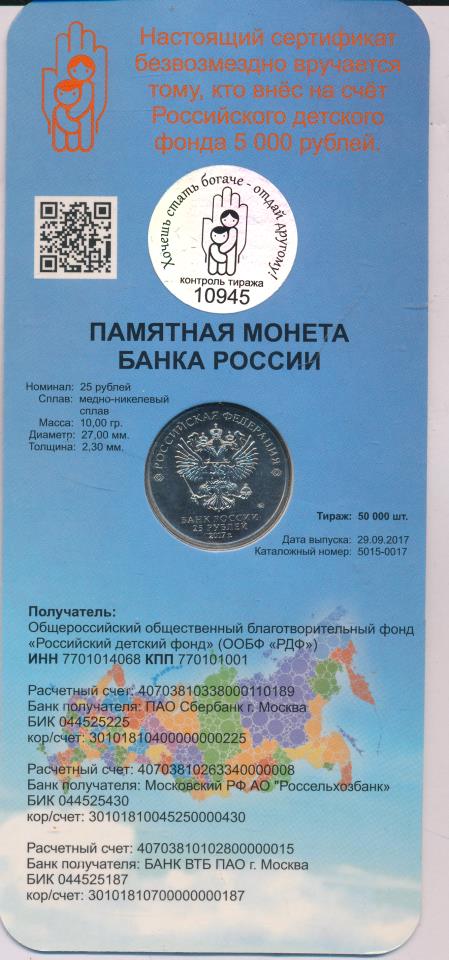 Настоящий сертификат
безвозмездно вручается
тому, кто внёс на счёт
Российского детского
фонда 5 000 рублей.
Хочешь стать богаче - отдай другому!
контроль тиража
10945
ПАМЯТНАЯ МОНЕТА
БАНКА РОССИИ
Номинал: 25 рублей
Сплав: медно-никелевый
сплав
Масса: 10,00 гр.
Диаметр: 27,00 мм.
Толщина: 2,30 мм.
РОССИЙСКАЯ ФЕДЕРАЦИЯ
БАНК РОССИИ
25 РУБЛЕЙ
2017 г.
Тираж: 50 000 шт.
Дата выпуска: 29.09.2017
Каталожный номер: 5015-0017
Получатель:
Общероссийский общественный благотворительный фонд
«Российский детский фонд» (ООБФ «РДФ»)
ИНН 7701014068 КПП 770101001
Расчетный счет: 40703810338000110189
Банк получателя: ПАО Сбербанк г. Москва
БИК 044525225
кор/счет: 30101810400000000225
Расчетный счет: 40703810263340000008
Банк получателя: Московский РФ АО "Россельхозбанк»
БИК 044525430
кор/счет: 30101810045250000430
Расчетный счет: 40703810102800000015
Банк получателя: БАНК ВТБ ПАО г. Москва
БИК 044525187
кор/счет: 30101810700000000187